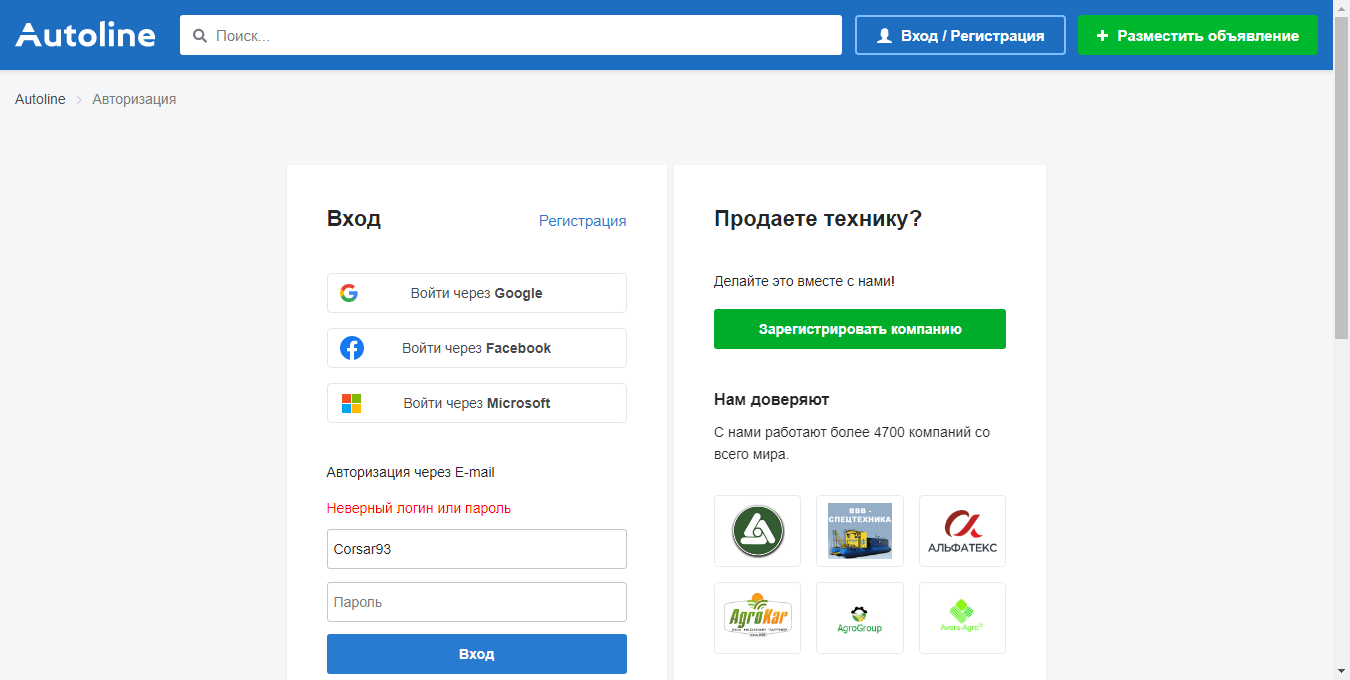 Autoline
Поиск...
Вход / Регистрация
Разместить объявление
Autoline
Авторизация
Вход
Регистрация
Войти через Google
Войти через Facebook
Войти через Microsoft
Авторизация через E-mail
Неверный логин или пароль
Corsar93
Пароль
Вход
Продаете технику?
Делайте это вместе с нами!
Зарегистрировать компанию
Нам доверяют
С нами работают более 4700 компаний со
всего мира.
ВВВ -
СПЕЦТЕХНИКА
АЛЬФАТЕКС
AgroKar
AgroGroup
Avers-Agro